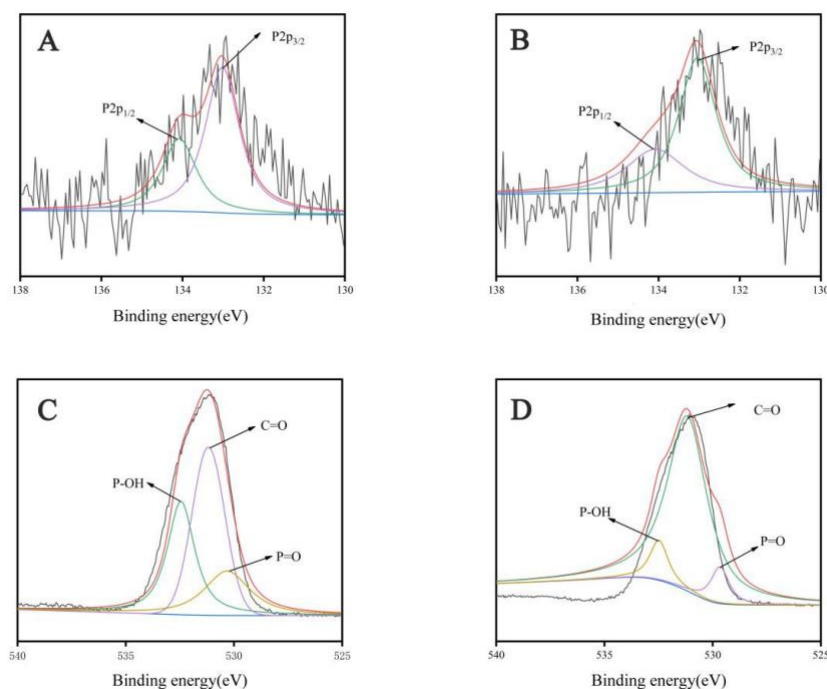 A
P2p3/2
P2p1/2
138 136 134 132 130
Binding energy(eV)
B
P2p3/2
P2p1/2
138 136 134 132 130
Binding energy(eV)
C
C=O
P-OH
P=O
540 535 530 525
Binding energy(eV)
D
C=O
P-OH
P=O
540 535 530 525
Binding energy(eV)